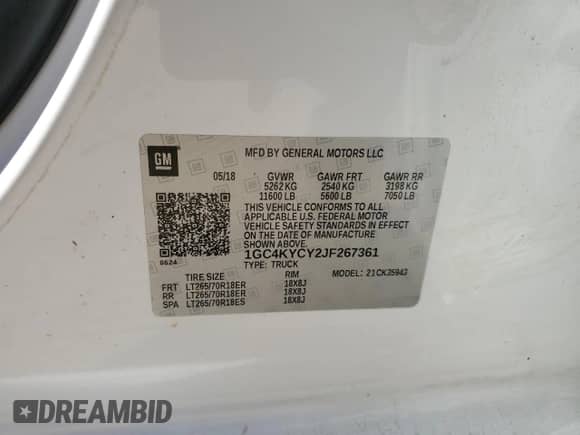 GM
MFD BY GENERAL MOTORS LLC
05/18 GVWR GAWR FRT GAWR RR
5262 KG 2540 KG 3198 KG
11600 LB 5600 LB 7050 LB
THIS VEHICLE CONFORMS TO ALL
APPLICABLE U.S. FEDERAL MOTOR
VEHICLE SAFETY STANDARDS IN EFFECT
ON THE DATE OF MANUFACTURE
SHOWN ABOVE.
1GC4KYCY2JF267361
0624
TYPE: TRUCK
MODEL: 21CK35943
TIRE SIZE RIM
FRT LT265/70R18ER 18X8J
RR LT265/70R18ER 18X8J
SPA LT265/70R18ES 18X8J
DREAMBID